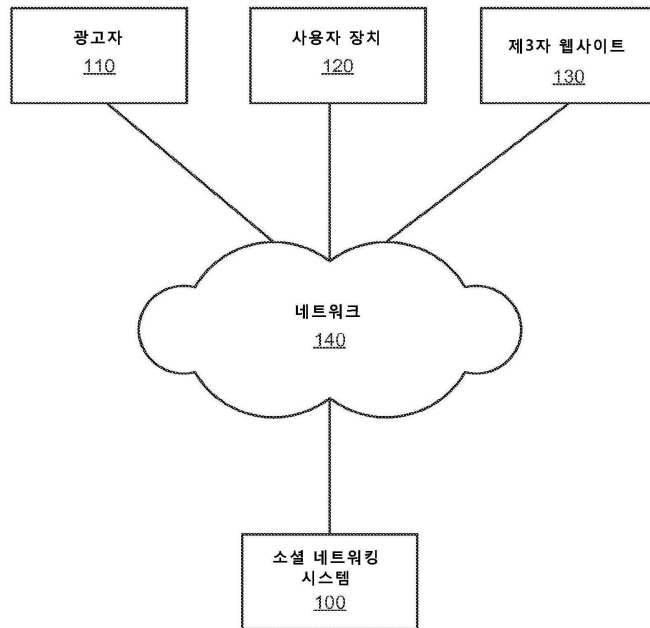 광고자
110
사용자 장치
120
제3자 웹사이트
130
네트워크
140
소셜 네트워킹
시스템
100